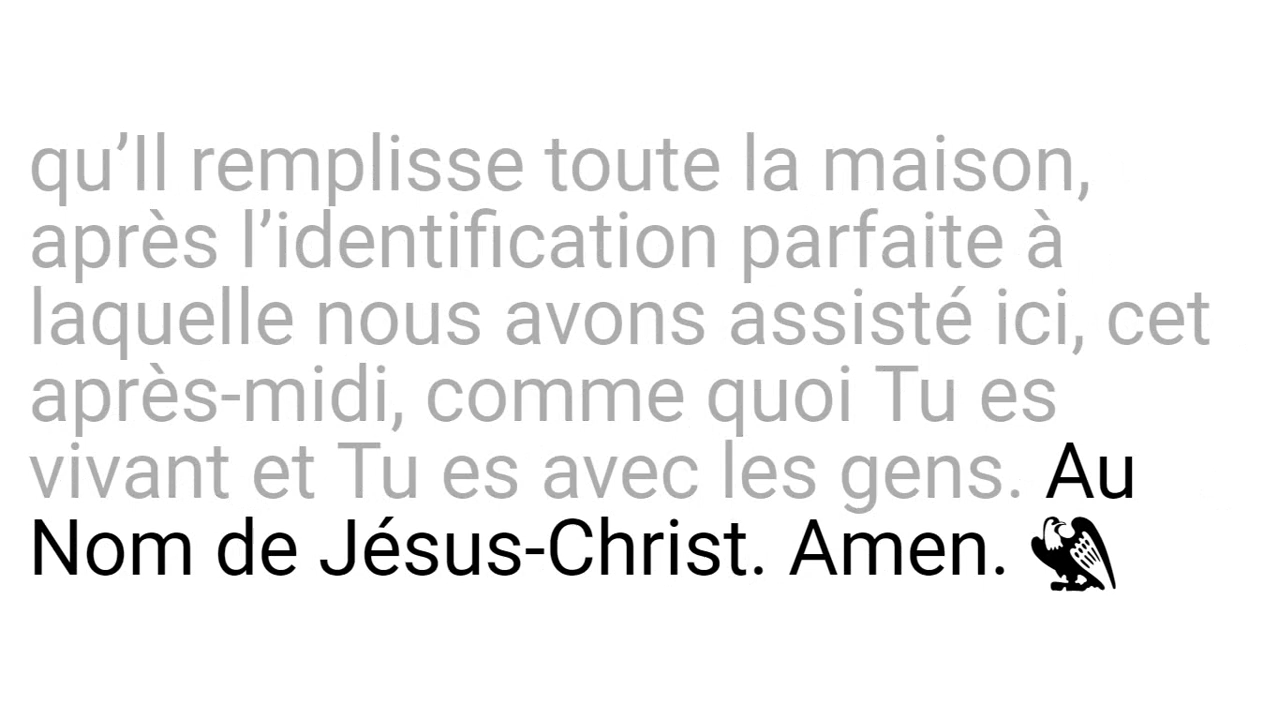 qu’Il remplisse toute la maison,
après l’identification parfaite à
laquelle nous avons assisté ici, cet
après-midi, comme quoi Tu es
vivant et Tu es avec les gens. Au
Nom de Jésus-Christ. Amen.